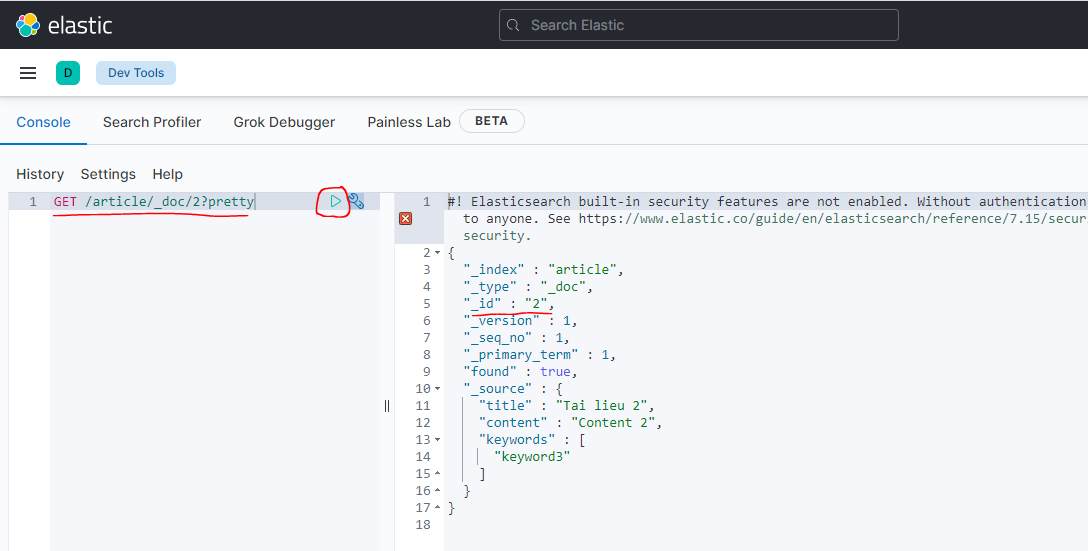 elastic
Search Elastic
D
Dev Tools
Console
Search Profiler
Grok Debugger
Painless Lab
BETA
History
Settings
Help
1 GET /article/_doc/2?pretty
1 #! Elasticsearch built-in security features are not enabled. Without authentication
to anyone. See https://www.elastic.co/guide/en/elasticsearch/reference/7.15/secur
security.
2 {
3 "_index" : "article",
4 "_type" : "_doc",
5 "_id" : "2",
6 "_version" : 1,
7 "_seq_no" : 1,
8 "_primary_term" : 1,
9 "found" : true,
10 "_source" : {
11 "title" : "Tai lieu 2",
12 "content" : "Content 2",
13 "keywords" : [
14 "keyword3"
15 ]
16 }
17 }
18